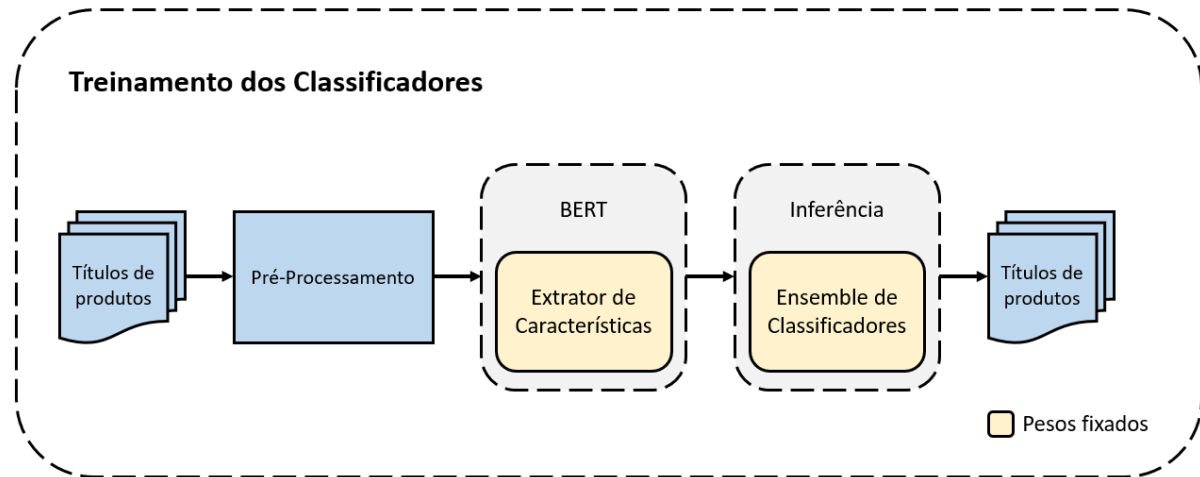 Treinamento dos Classificadores
Títulos de
produtos
Pré-Processamento
BERT
Extrator de
Características
Inferência
Ensemble de
Classificadores
Títulos de
produtos
Pesos fixados